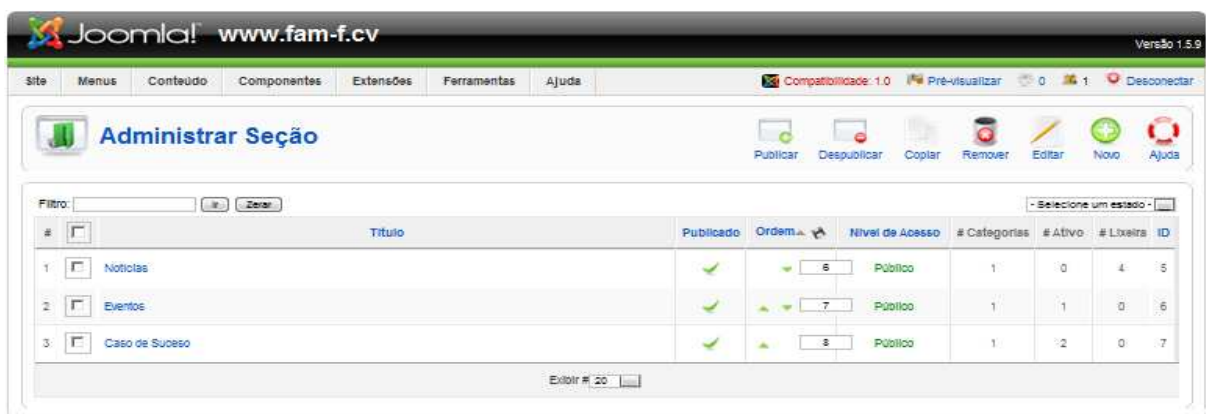 Joomla! www.fam-f.cv
Versão 1.5.9
Site Menus Conteúdo Componentes Extensões Ferramentas Ajuda Compatibilidade: 1.0 Pré-visualizar 0 1 Desconectar
Administrar Seção
Publicar Despublicar Copiar Remover Editar Novo Ajuda
Filtro: Ir Zerar - Selecione um estado -
# Título Publicado Ordem Nível de Acesso # Categorias # Ativo # Lixeira ID
1 Notícias 6 Público 1 0 4 5
2 Eventos 7 Público 1 1 0 6
3 Caso de Suceso 8 Público 1 2 0 7
Exibir # 20